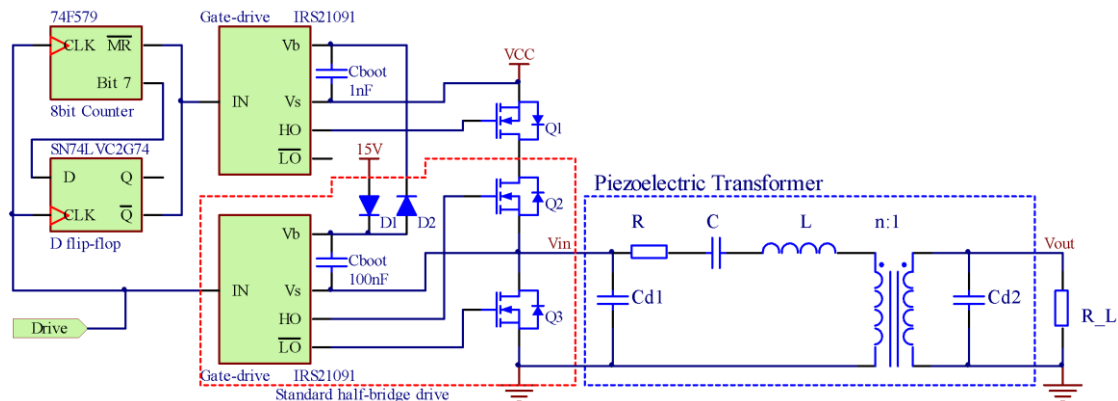 74F579
CLK
MR
Bit 7
8bit Counter
SN74LVC2G74
D
Q
CLK
Q
D flip-flop
Drive
Gate-drive IRS21091
Vb
Cboot
1nF
IN
Vs
HO
LO
15V
D1
D2
Vb
Cboot
100nF
IN
Vs
HO
LO
Gate-drive IRS21091
Standard half-bridge drive
VCC
Q1
Q2
Q3
Vin
Piezoelectric Transformer
R
C
L
n:1
Cd1
Cd2
Vout
R_L